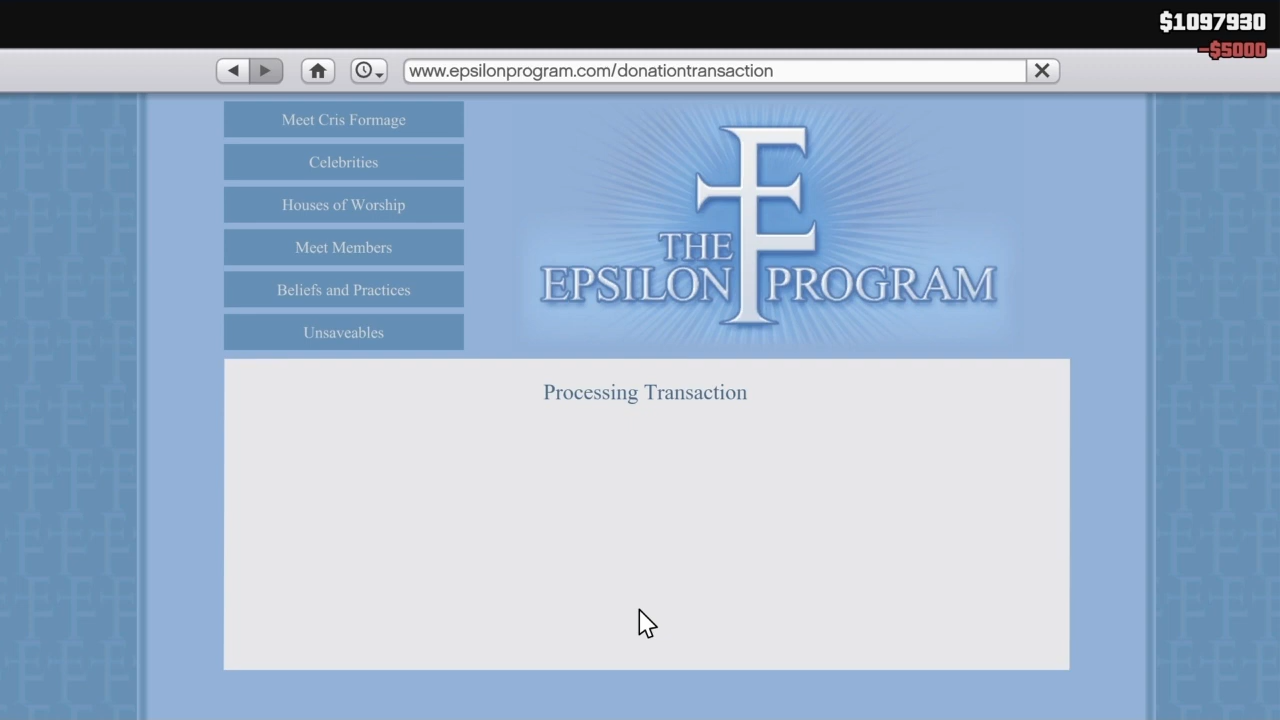 $1097930
-$5000
www.epsilonprogram.com/donationtransaction
Meet Cris Formage
Celebrities
Houses of Worship
Meet Members
Beliefs and Practices
Unsaveables
THE
EPSILON PROGRAM
Processing Transaction